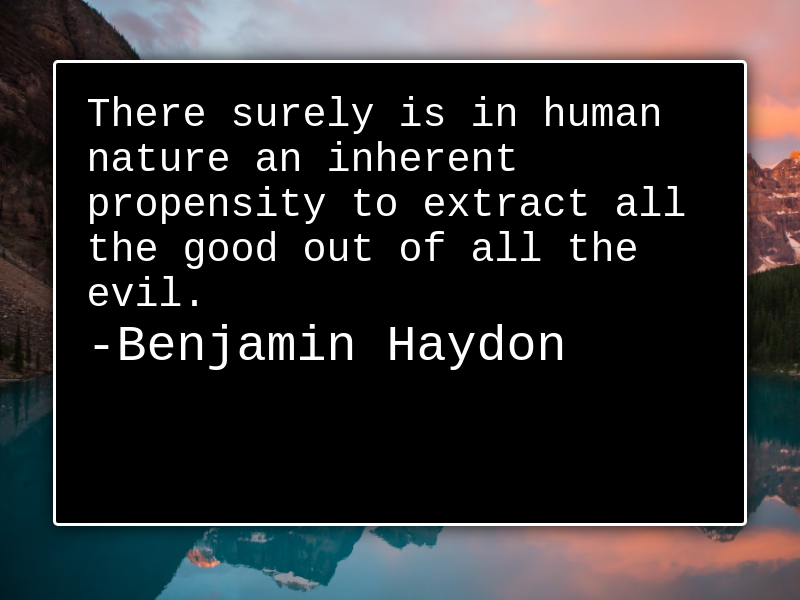 There surely is in human
nature an inherent
propensity to extract all
the good out of all the
evil.
-Benjamin Haydon